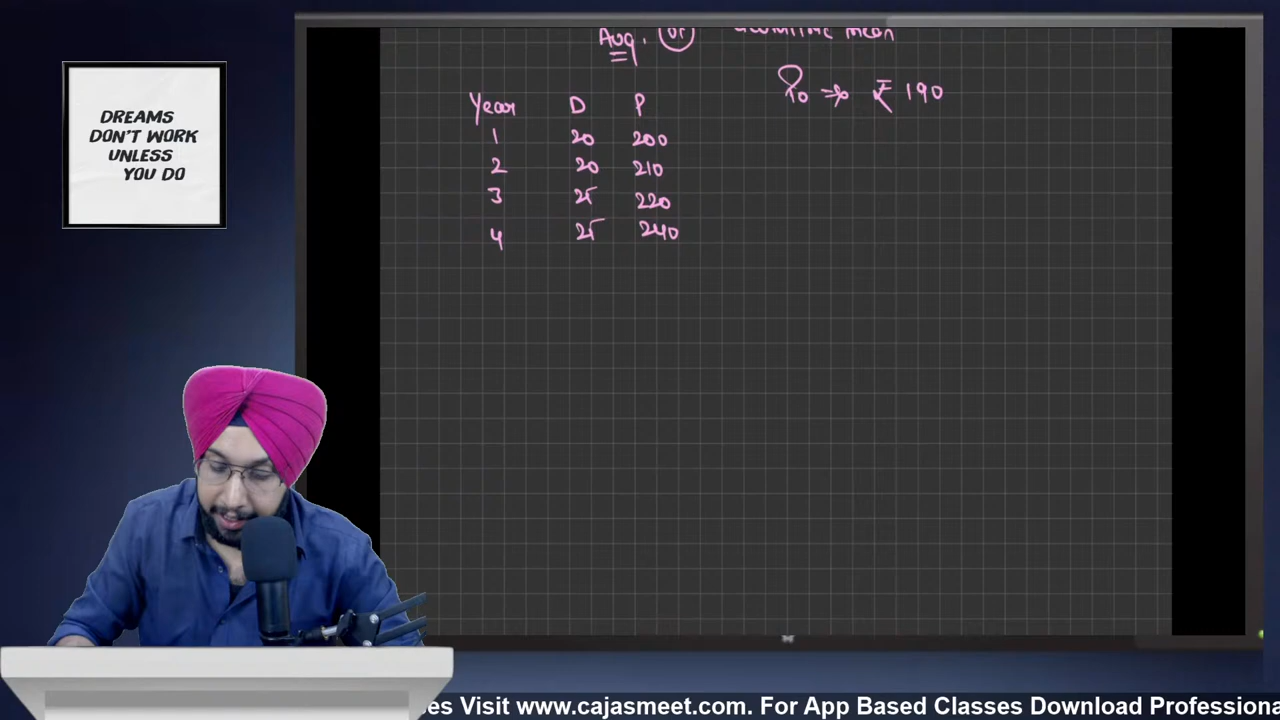 DREAMS
DON'T WORK
UNLESS
YOU DO
Avg. or mean
P0 → ₹ 190
Year D P
1 20 200
2 20 210
3 25 220
4 25 240
es Visit www.cajasmeet.com. For App Based Classes Download Professiona